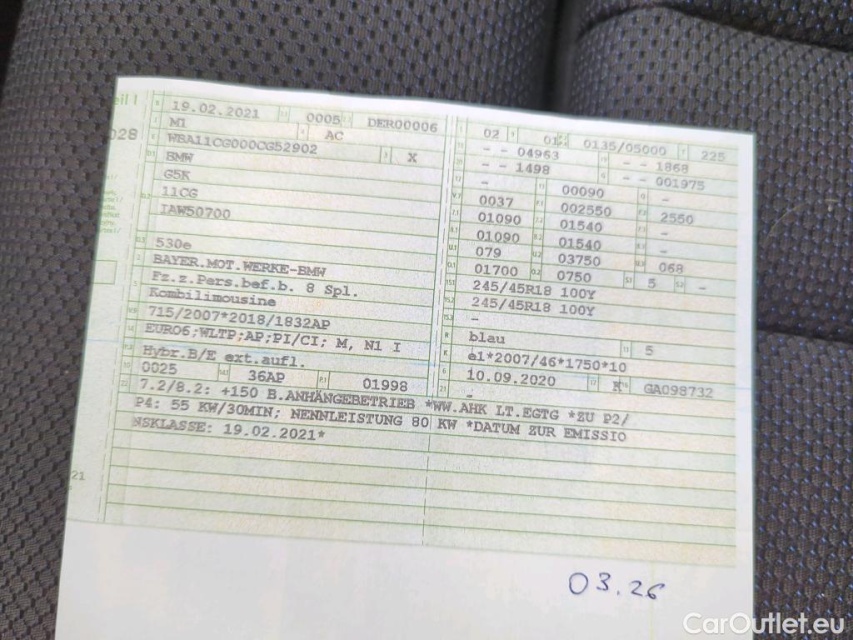 19.02.2021 0005 DER00006
M1 AC
WBA11CG000CG52902 X
BMW
G5K
11CG
IAW50700
530e
BAYER.MOT.WERKE-BMW
Fz.z.Pers.bef.b. 8 Spl.
Kombilimousine
715/2007*2018/1832AP
EURO6;WLTP;AP;PI/CI; M, N1 I
Hybr.B/E ext.aufl.
0025 36AP 01998
02 0135/05000 225
- - 04963 - - 1868
- - 1498 - - 001975
- 00090 -
0037 002550 2550
01090 01540 -
01090 01540 -
079 03750 068
01700 0750 5 -
245/45R18 100Y
245/45R18 100Y
-
blau 5
e1*2007/46*1750*10
10.09.2020 K GA098732
-
7.2/8.2: +150 B.ANHÄNGEBETRIEB *WW.AHK LT.EGTG *ZU P2/
P4: 55 KW/30MIN; NENNLEISTUNG 80 KW *DATUM ZUR EMISSIO
NSKLASSE: 19.02.2021*
028
21
03.26
CarOutlet.eu